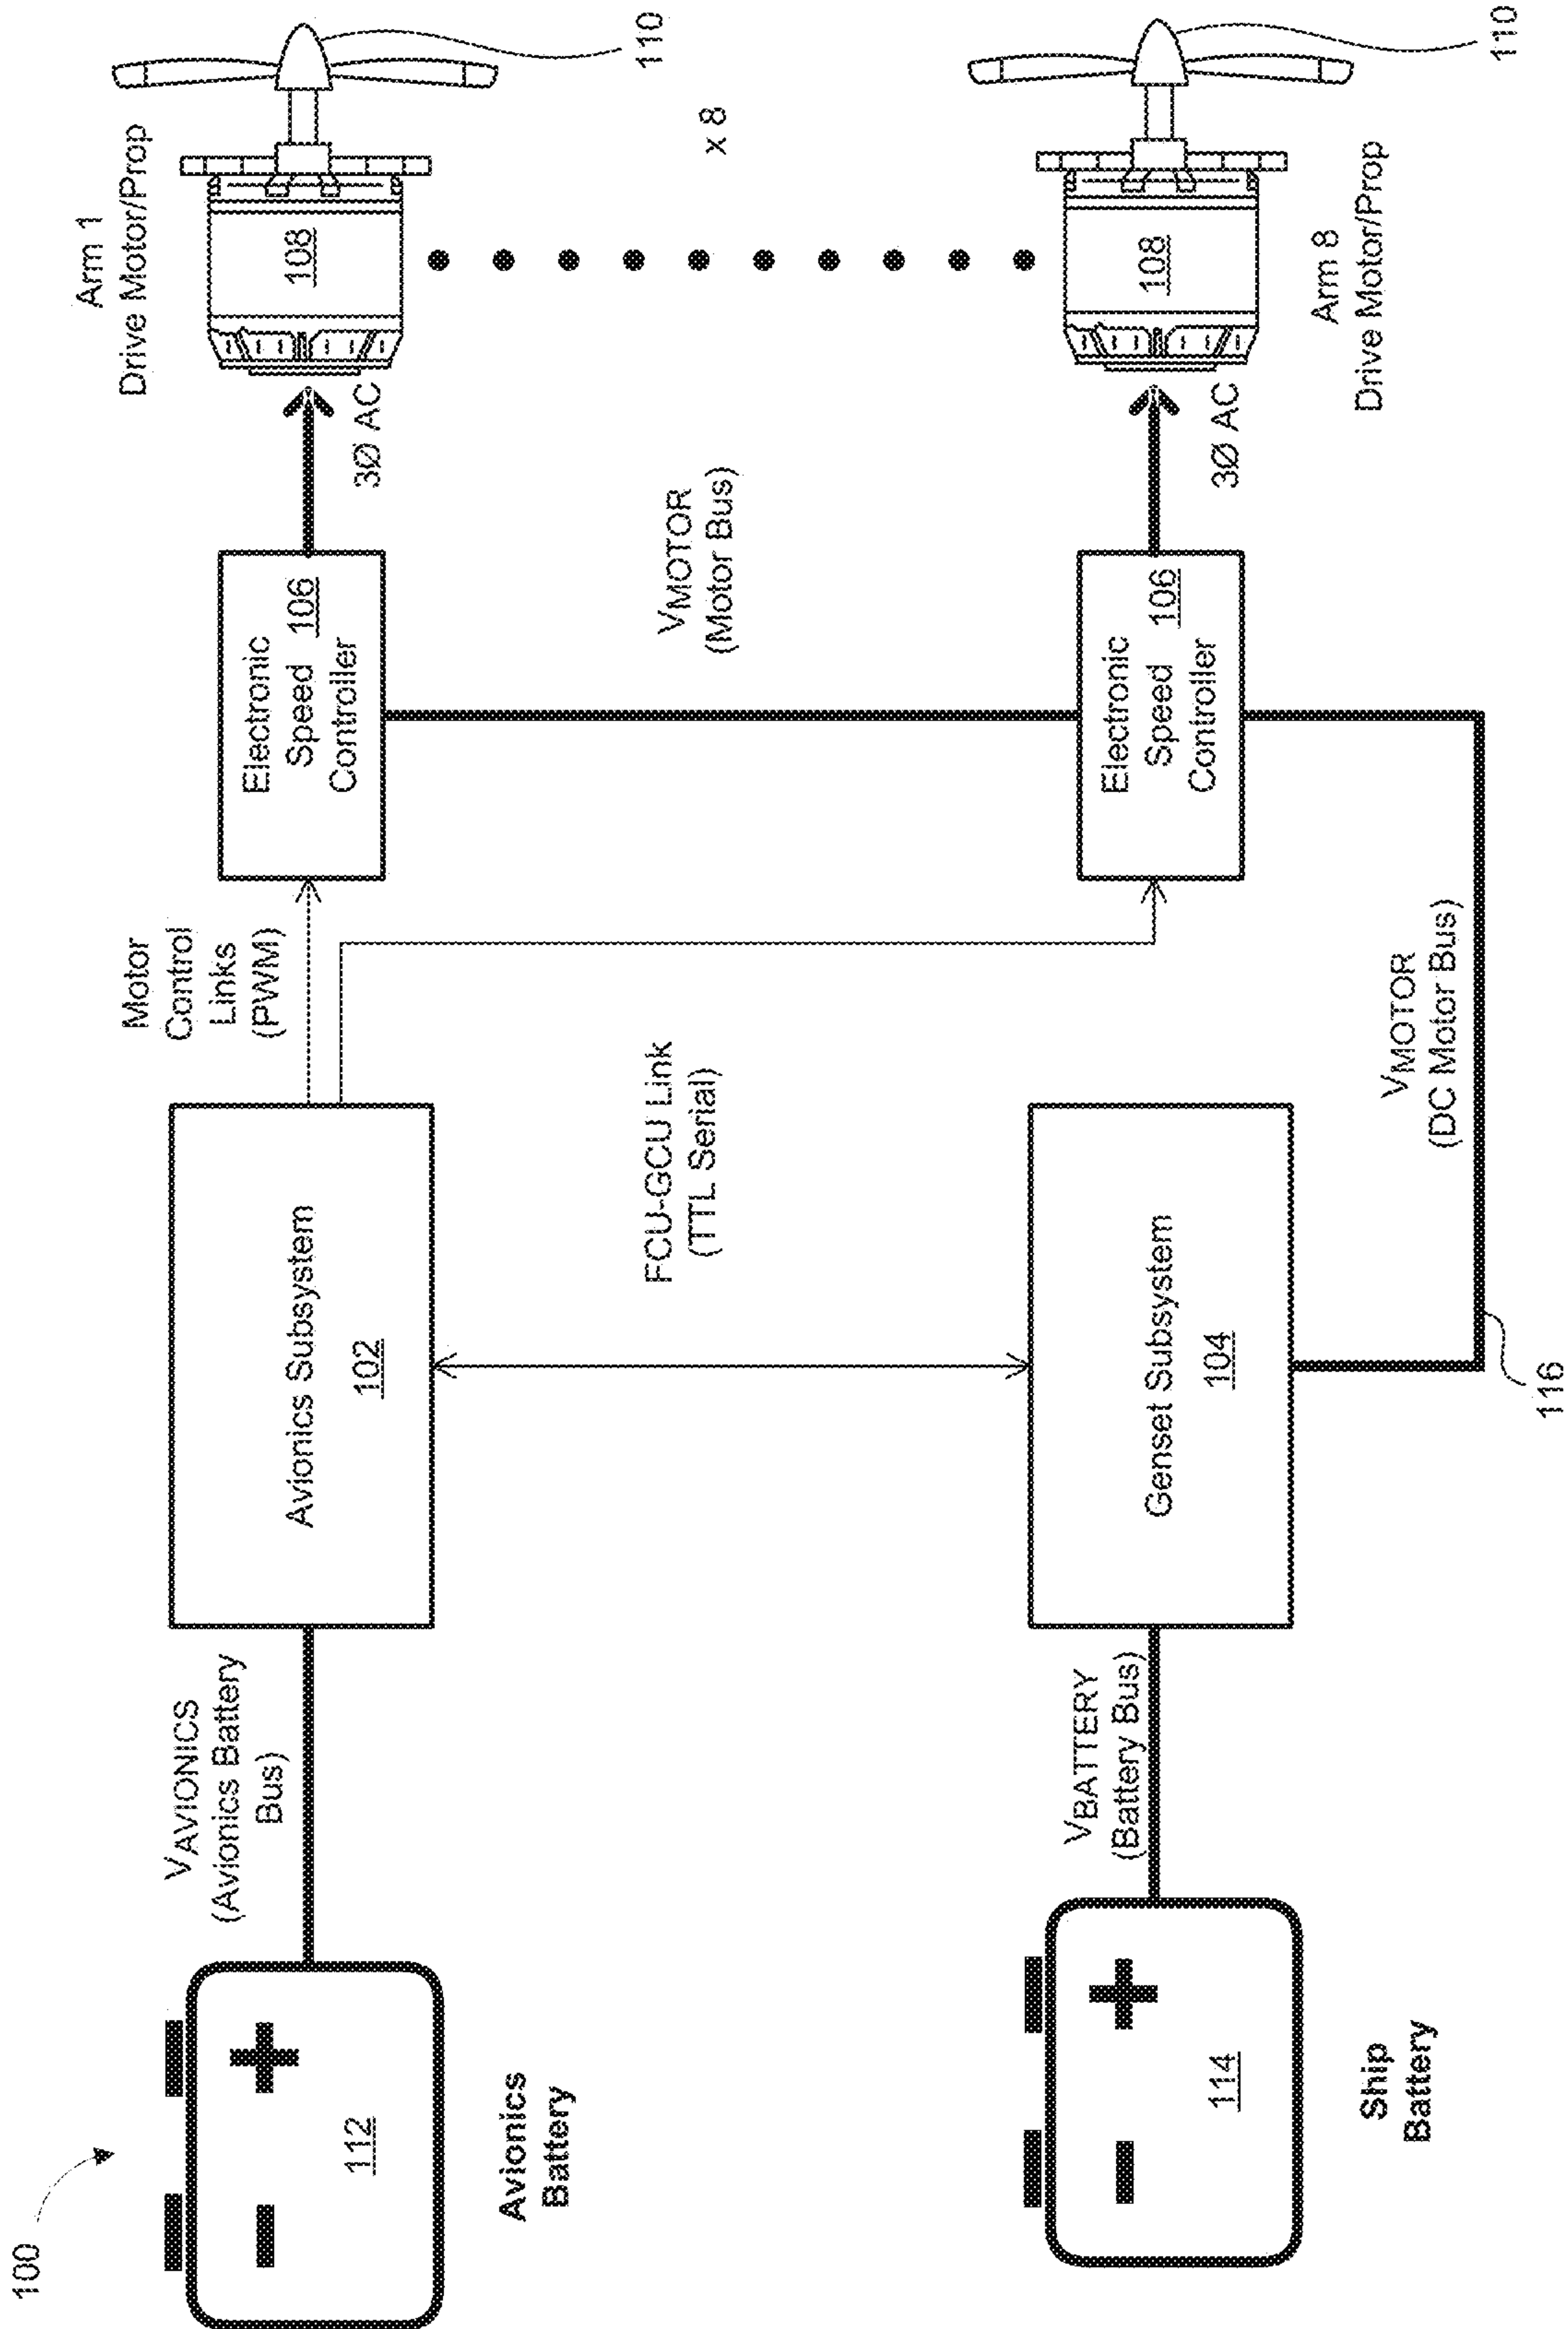 100
112
Avionics
Battery
VAVIONICS
(Avionics Battery
Bus)
Avionics Subsystem
102
Motor
Control
Links
(PWM)
Electronic
Speed 106
Controller
3Ø AC
Arm 1
Drive Motor/Prop
108
110
x 8
FCU-GCU Link
(TTL Serial)
VMOTOR
(Motor Bus)
114
Ship
Battery
VBATTERY
(Battery Bus)
Genset Subsystem
104
116
VMOTOR
(DC Motor Bus)
Electronic
Speed 106
Controller
3Ø AC
108
Arm 8
Drive Motor/Prop
110